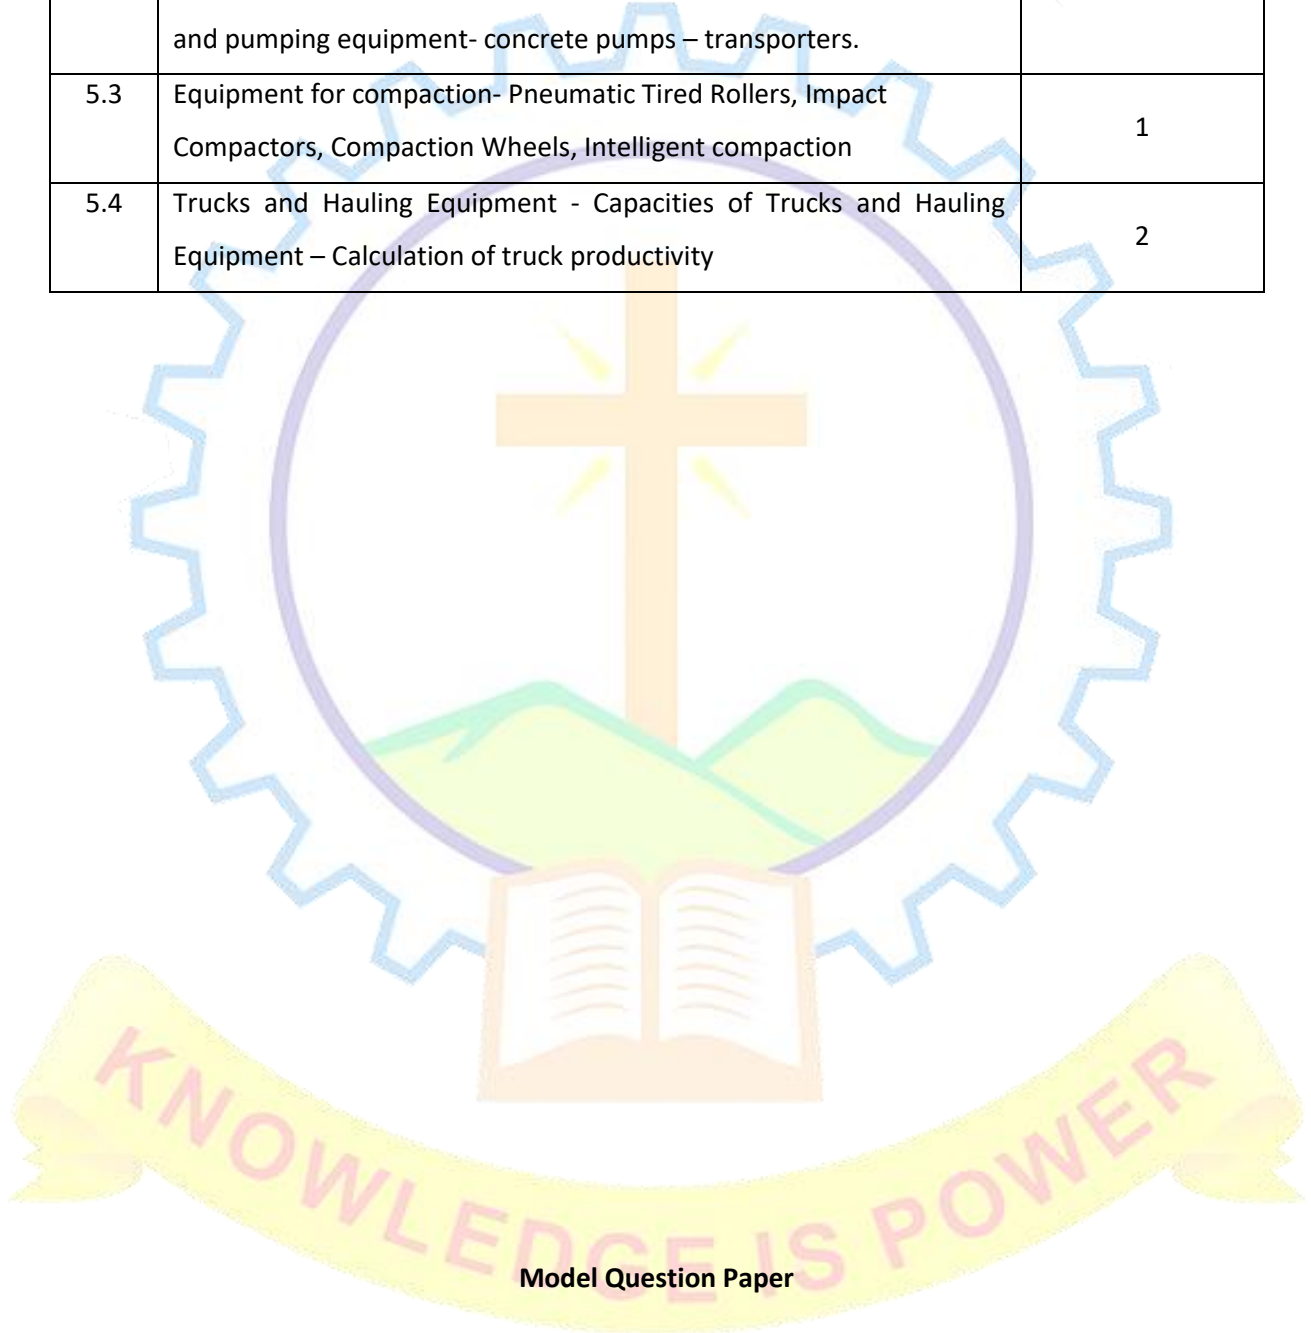 and pumping equipment- concrete pumps – transporters.
5.3 Equipment for compaction- Pneumatic Tired Rollers, Impact
Compactors, Compaction Wheels, Intelligent compaction
1
5.4 Trucks and Hauling Equipment - Capacities of Trucks and Hauling
Equipment – Calculation of truck productivity
2
KNOWLEDGE IS POWER
Model Question Paper